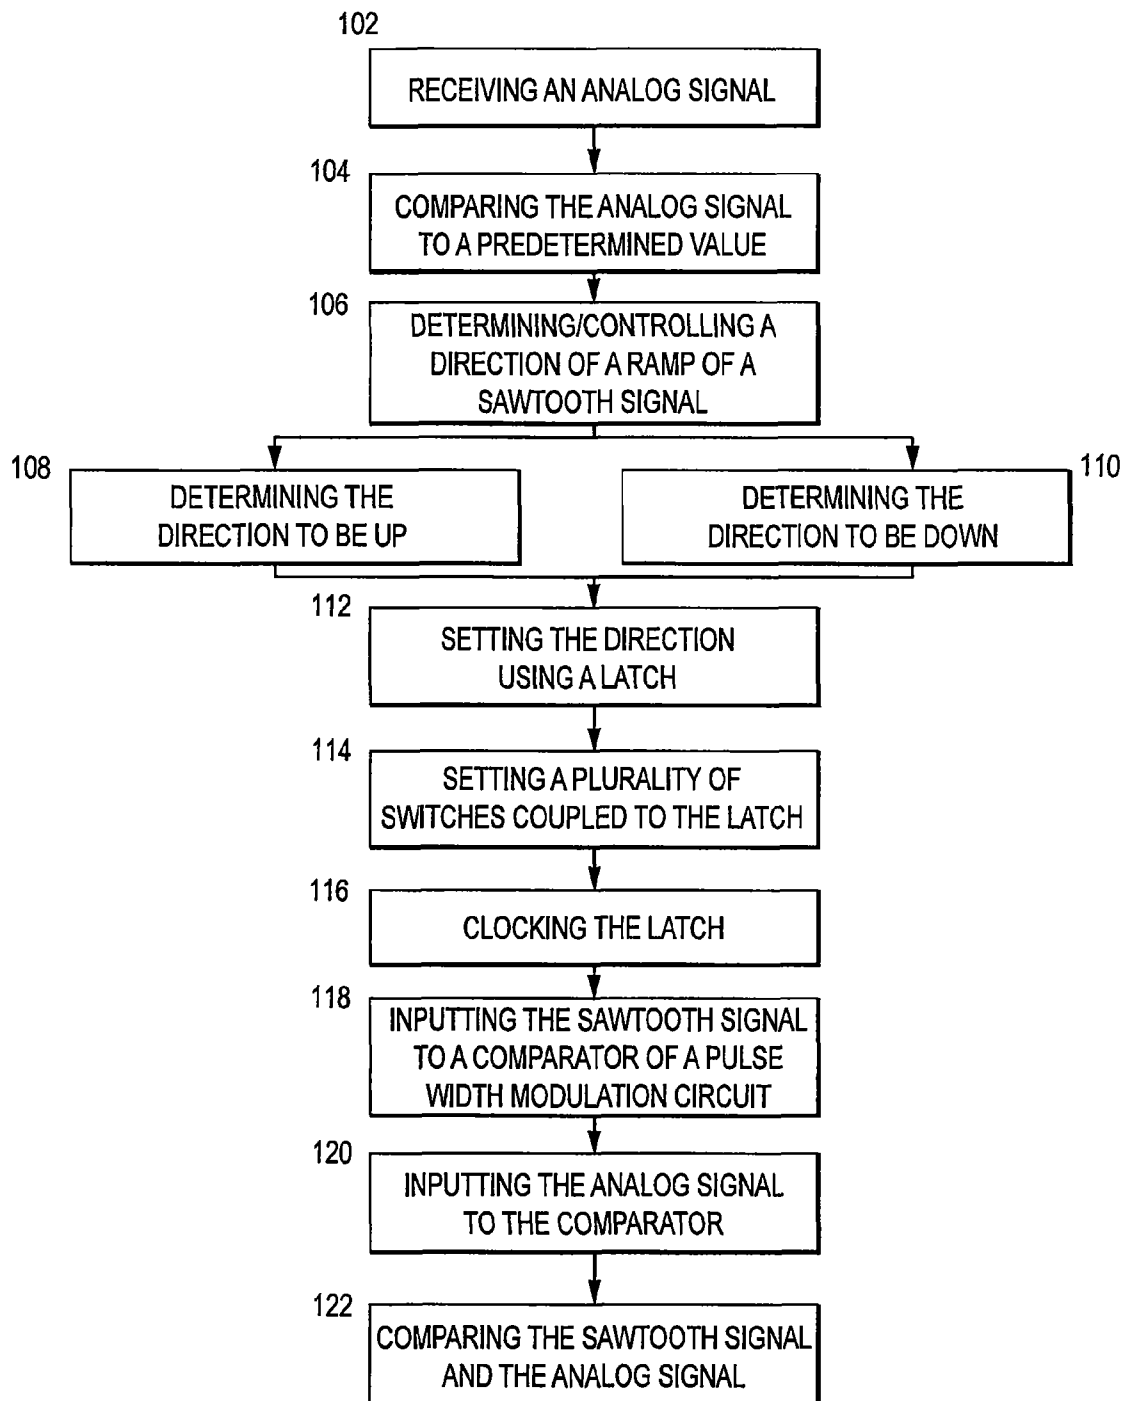 102
RECEIVING AN ANALOG SIGNAL
104
COMPARING THE ANALOG SIGNAL
TO A PREDETERMINED VALUE
106
DETERMINING/CONTROLLING A
DIRECTION OF A RAMP OF A
SAWTOOTH SIGNAL
108
DETERMINING THE
DIRECTION TO BE UP
110
DETERMINING THE
DIRECTION TO BE DOWN
112
SETTING THE DIRECTION
USING A LATCH
114
SETTING A PLURALITY OF
SWITCHES COUPLED TO THE LATCH
116
CLOCKING THE LATCH
118
INPUTTING THE SAWTOOTH SIGNAL
TO A COMPARATOR OF A PULSE
WIDTH MODULATION CIRCUIT
120
INPUTTING THE ANALOG SIGNAL
TO THE COMPARATOR
122
COMPARING THE SAWTOOTH SIGNAL
AND THE ANALOG SIGNAL